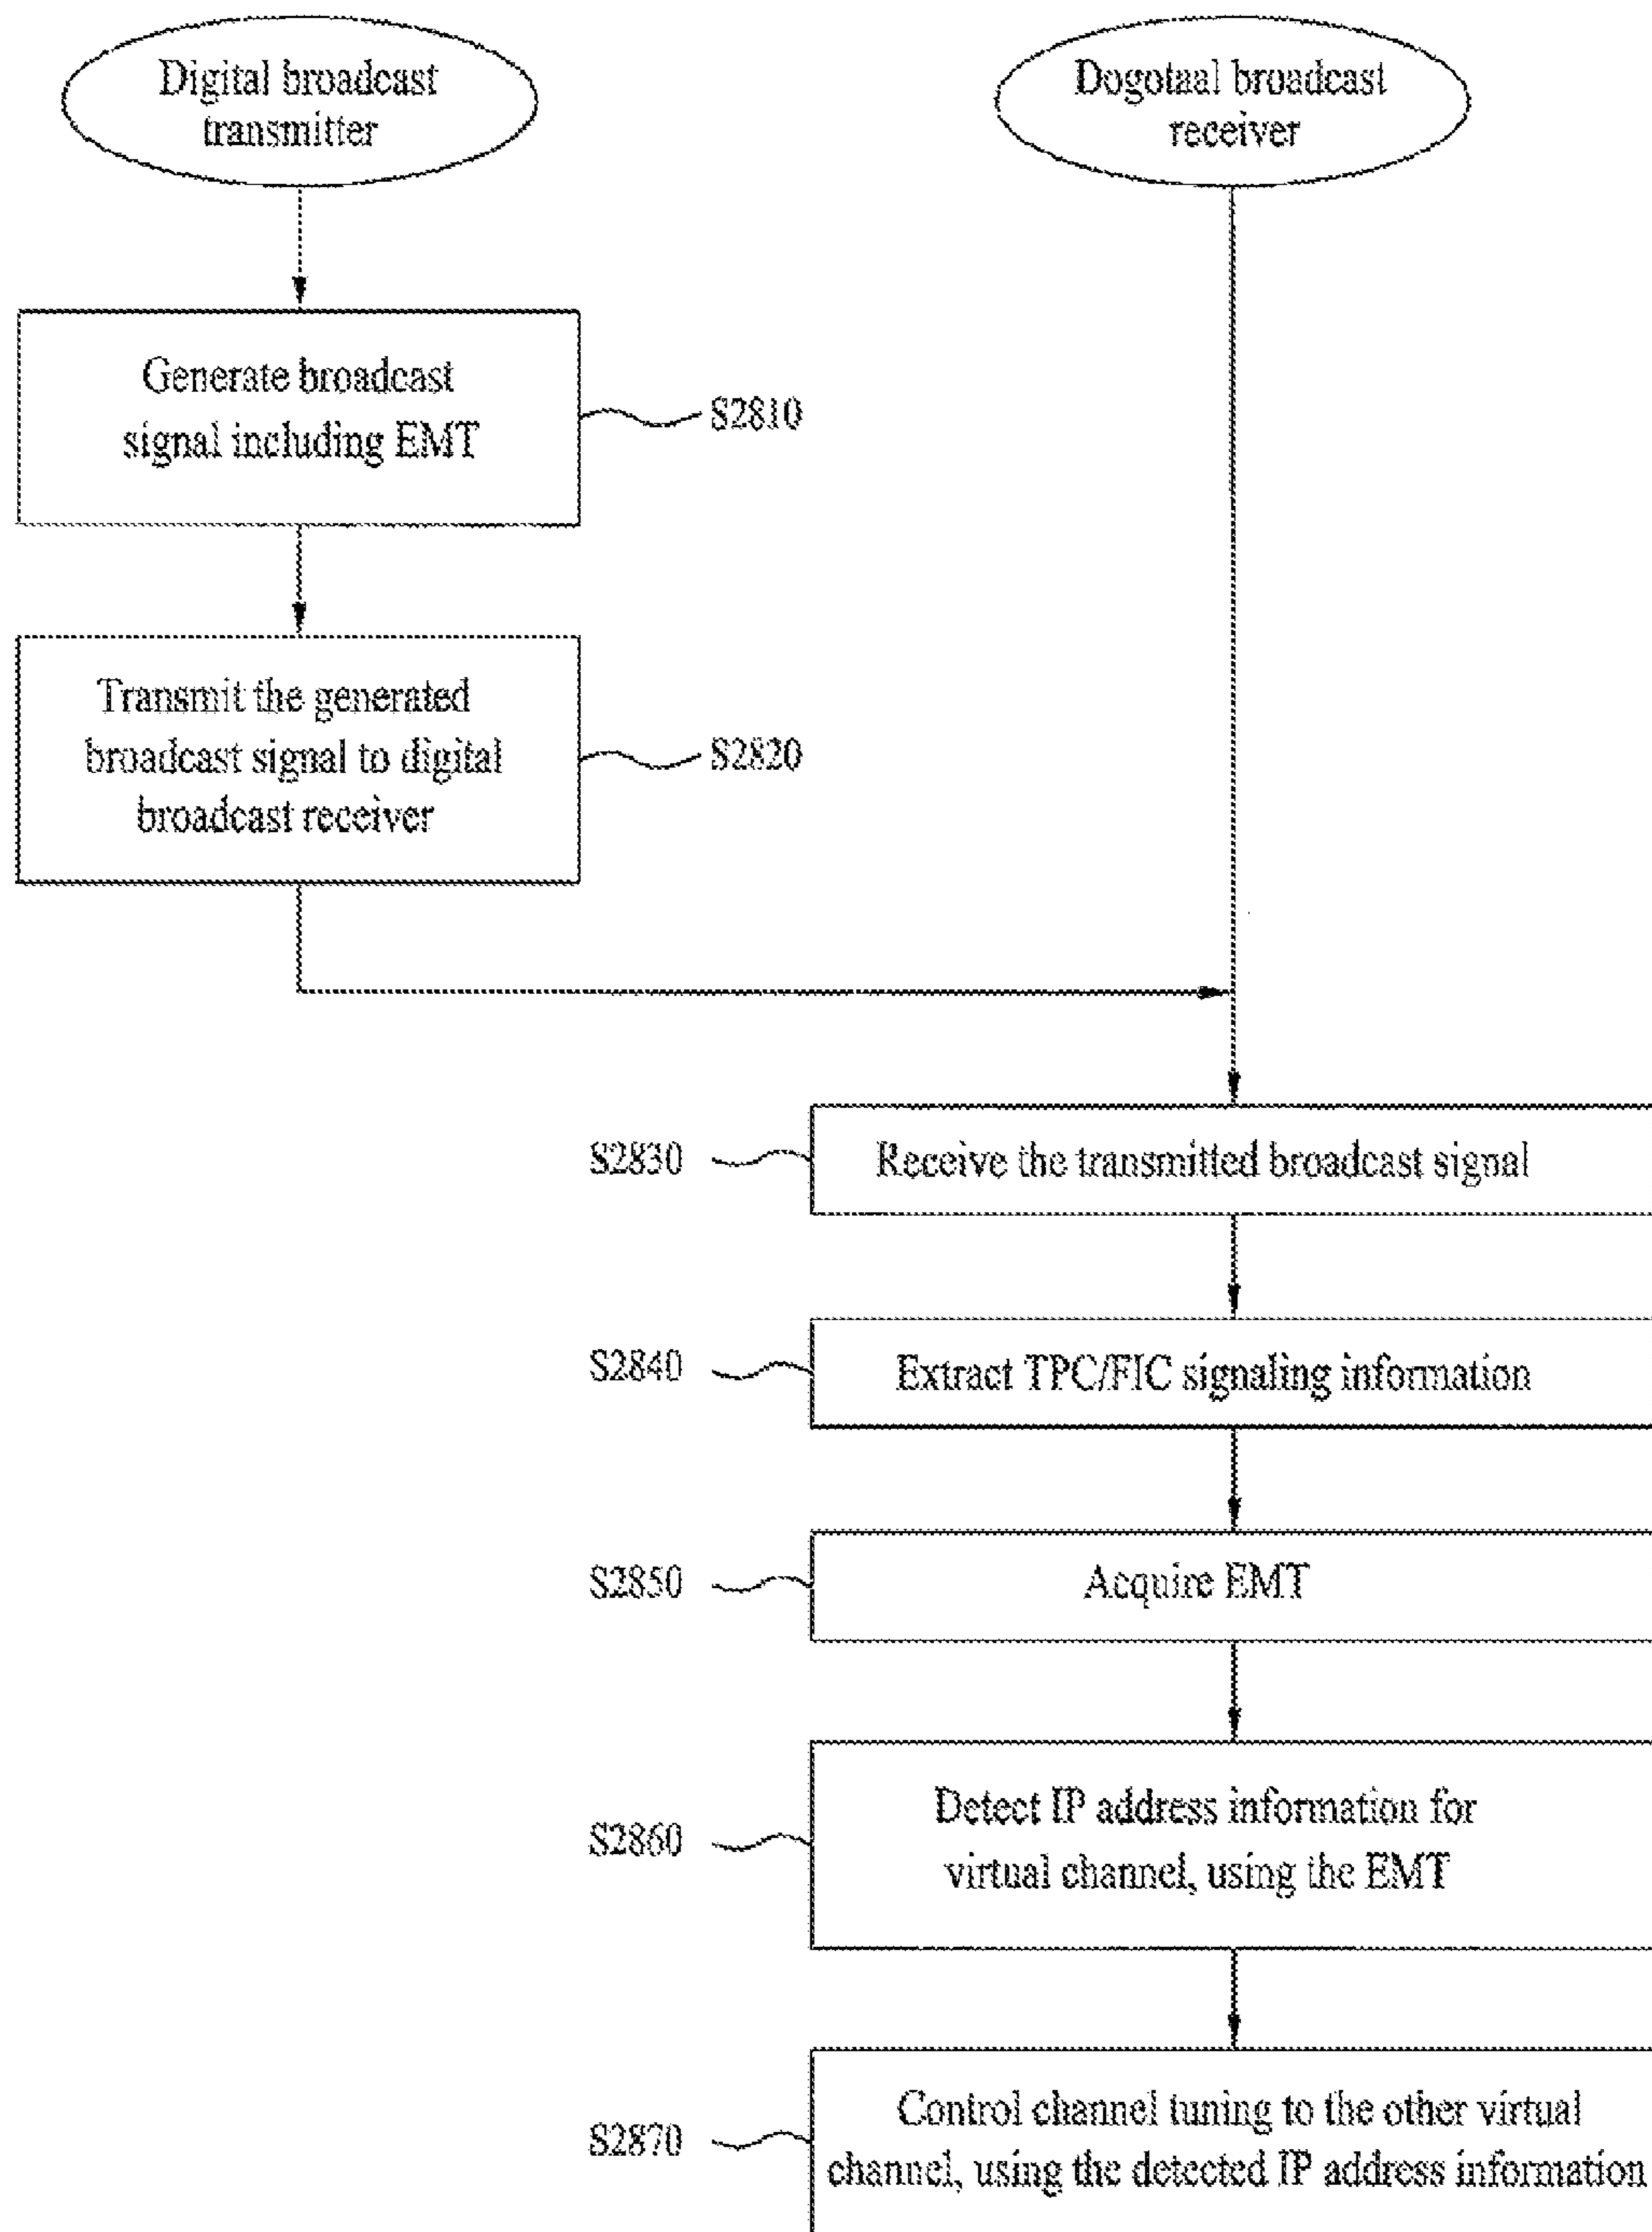 Digital broadcast
transmitter
Dogotaal broadcast
receiver
Generate broadcast
signal including EMT
S2810
Transmit the generated
broadcast signal to digital
broadcast receiver
S2820
S2830
Receive the transmitted broadcast signal
S2840
Extract TPC/FIC signaling information
S2850
Acquire EMT
S2860
Detect IP address information for
virtual channel, using the EMT
S2870
Control channel tuning to the other virtual
channel, using the detected IP address information